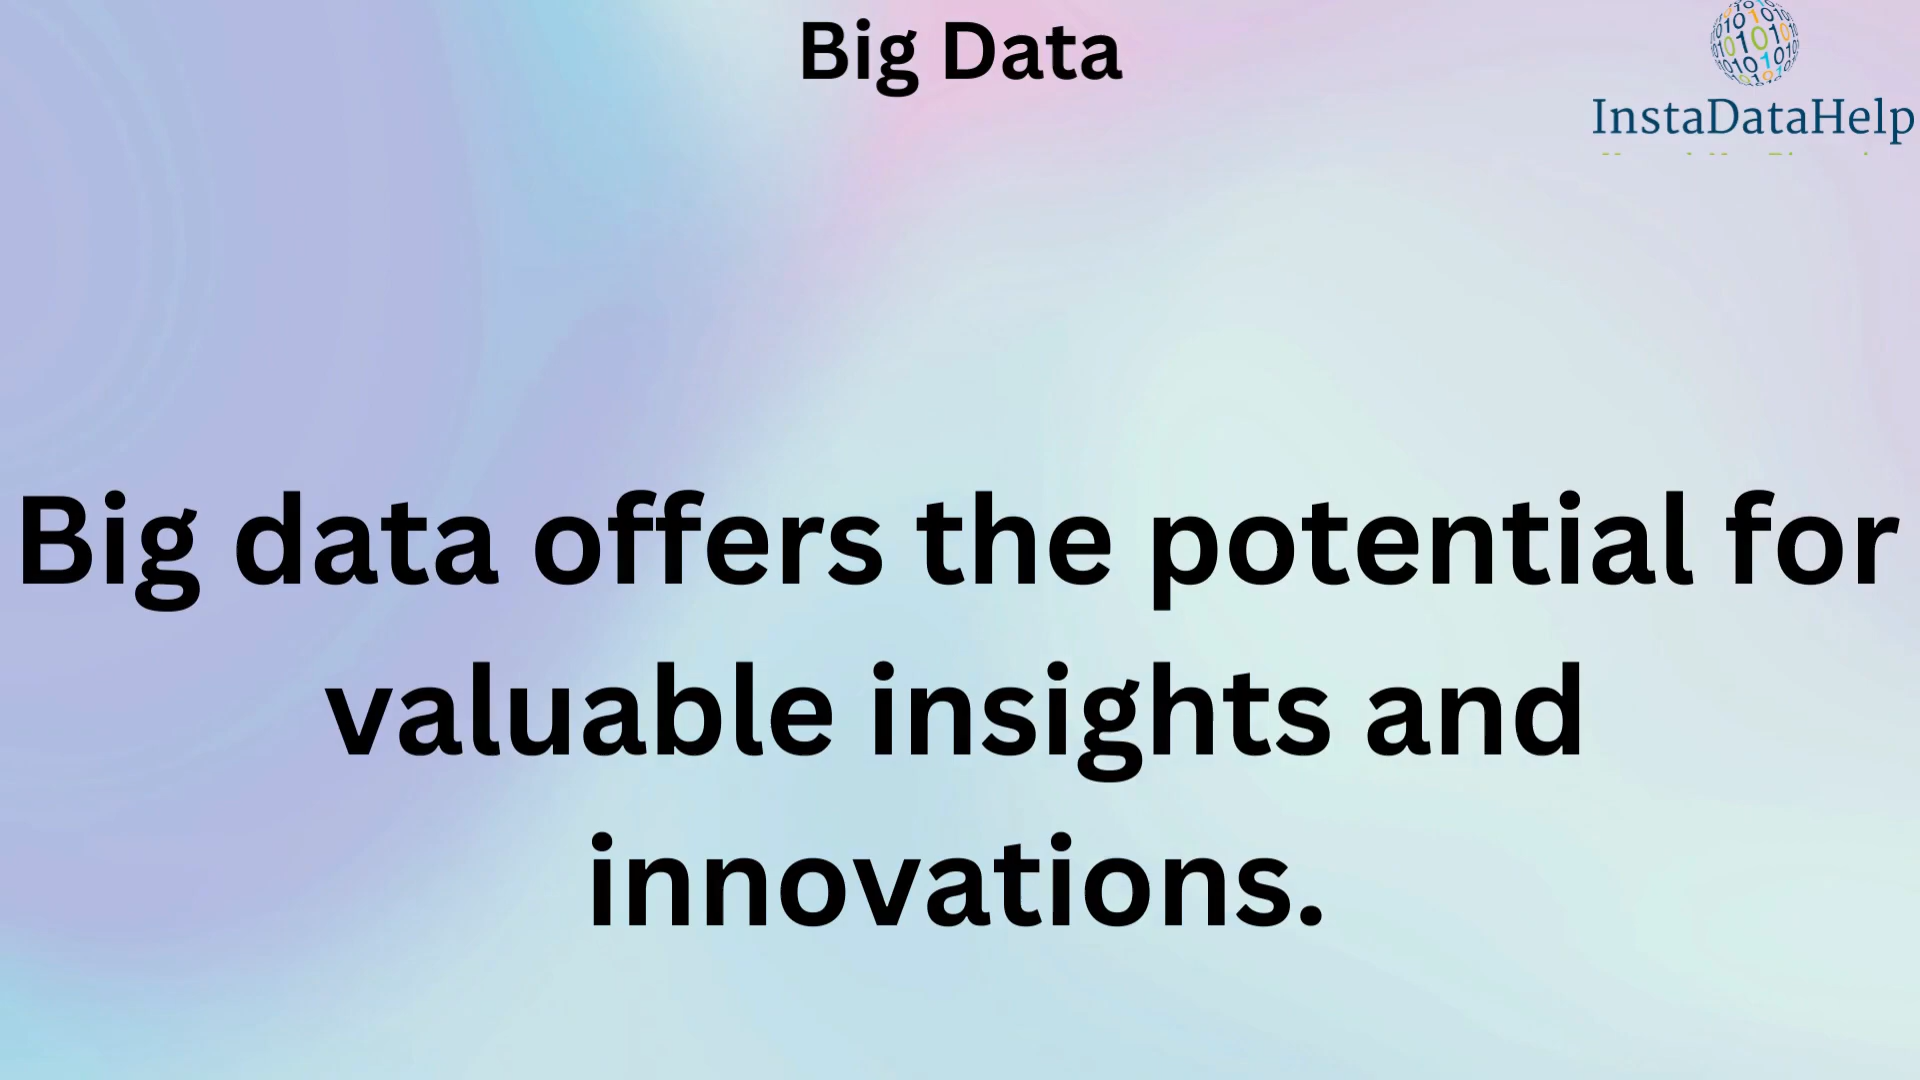 Big Data
InstaDataHelp
Big data offers the potential for
valuable insights and
innovations.